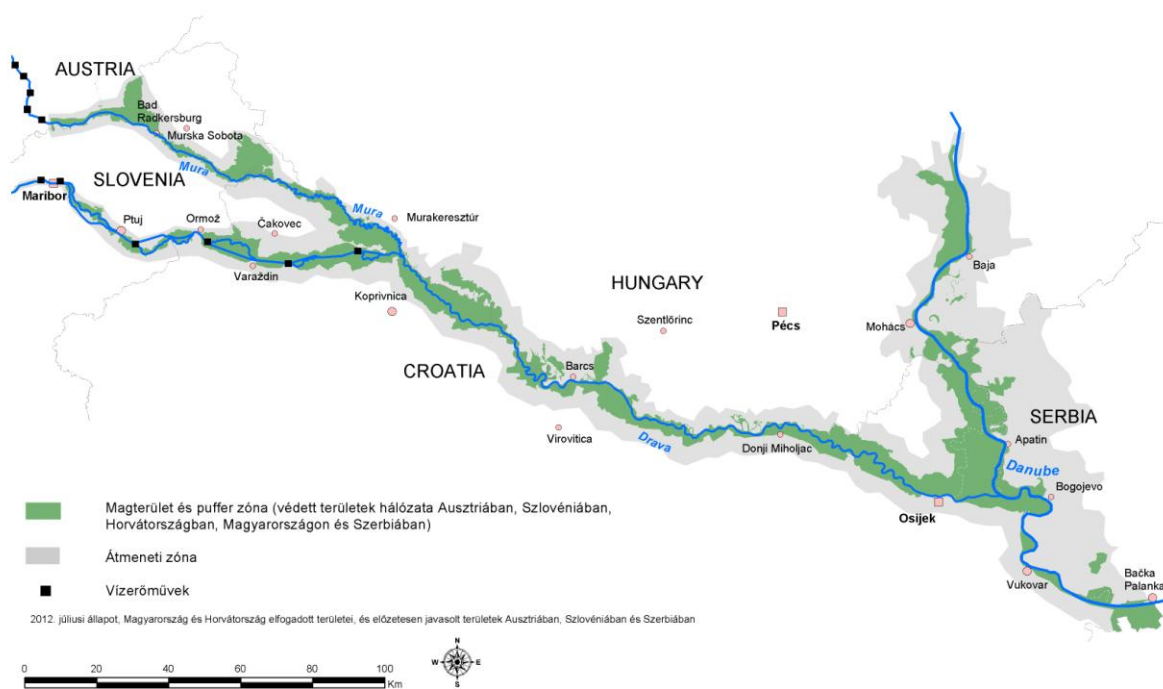 AUSTRIA
Bad
Radkersburg
Murska Sobota
Mura
SLOVENIA
Maribor
Ptuj
Ormož
Čakovec
Mura
Murakeresztúr
Varaždin
Koprivnica
HUNGARY
Baja
Szentlőrinc
Pécs
Mohács
CROATIA
Barcs
SERBIA
Virovitica
Drava
Donji Miholjac
Apatin
Danube
Bogojevo
Osijek
Vukovar
Bačka
Palanka
Magterület és puffer zóna (védett területek hálózata Ausztriában, Szlovéniában,
Horvátországban, Magyarországon és Szerbiában)
Átmeneti zóna
Vízerőművek
2012. júliusi állapot, Magyarország és Horvátország elfogadott területei, és előzetesen javasolt területek Ausztriában, Szlovéniában és Szerbiában
N
W E
S
0 20 40 60 80 100
Km